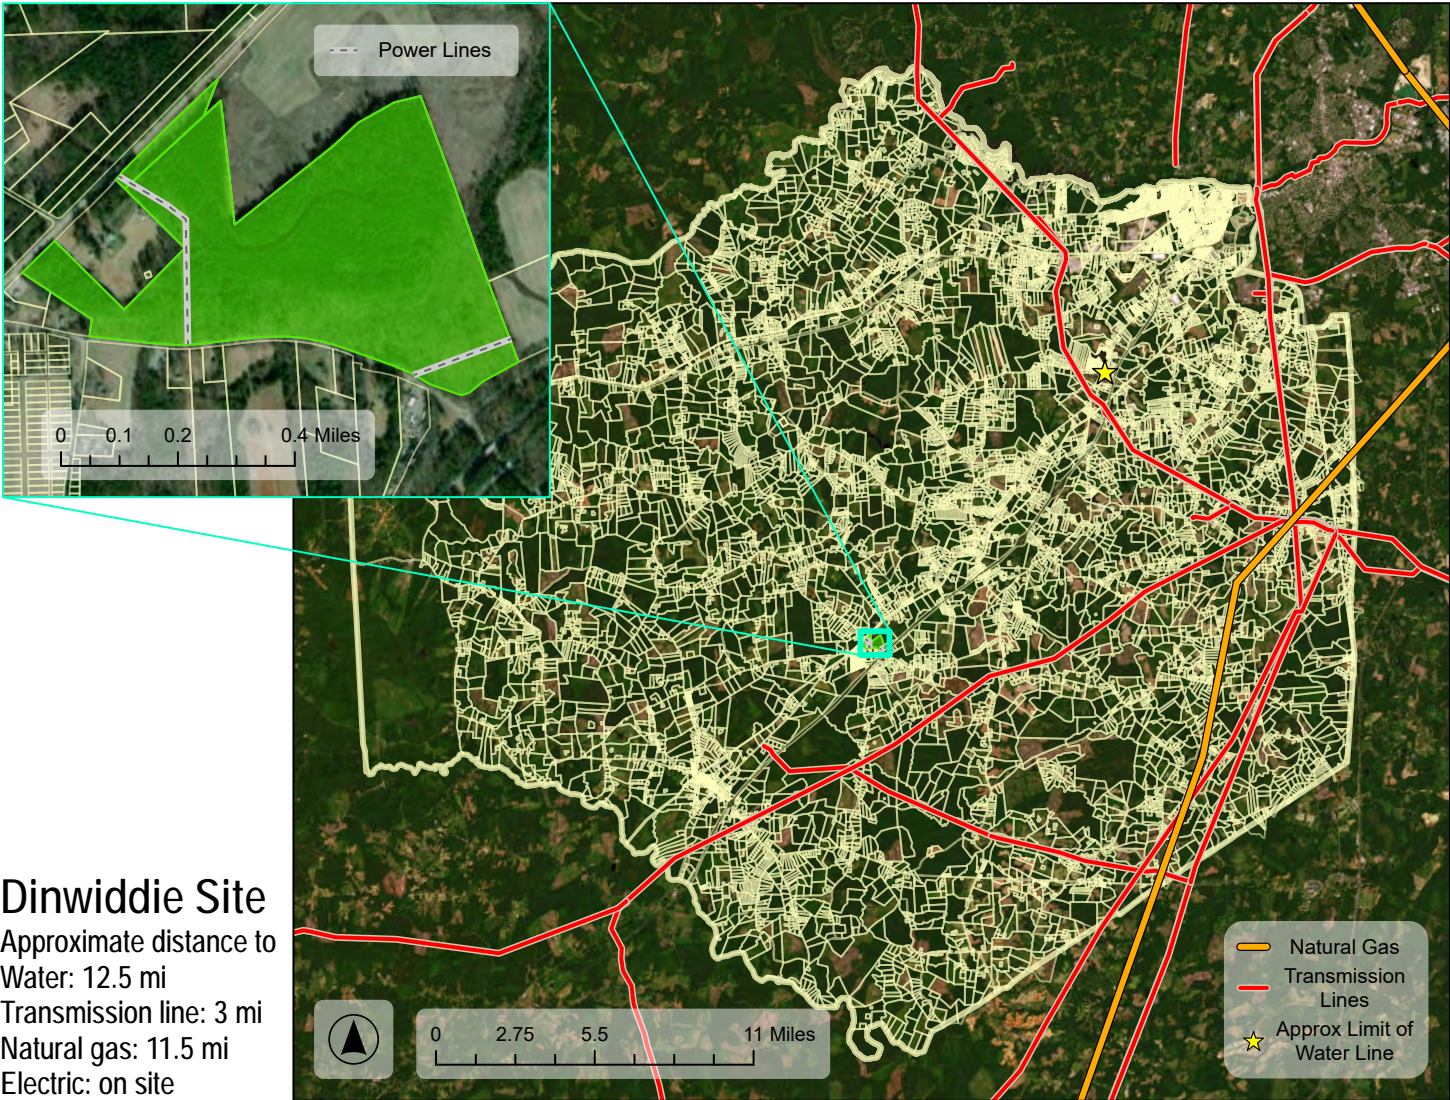 Power Lines
0 0.1 0.2 0.4 Miles
Dinwiddie Site
Approximate distance to
Water: 12.5 mi
Transmission line: 3 mi
Natural gas: 11.5 mi
Electric: on site
0 2.75 5.5 11 Miles
Natural Gas
Transmission
Lines
Approx Limit of
Water Line